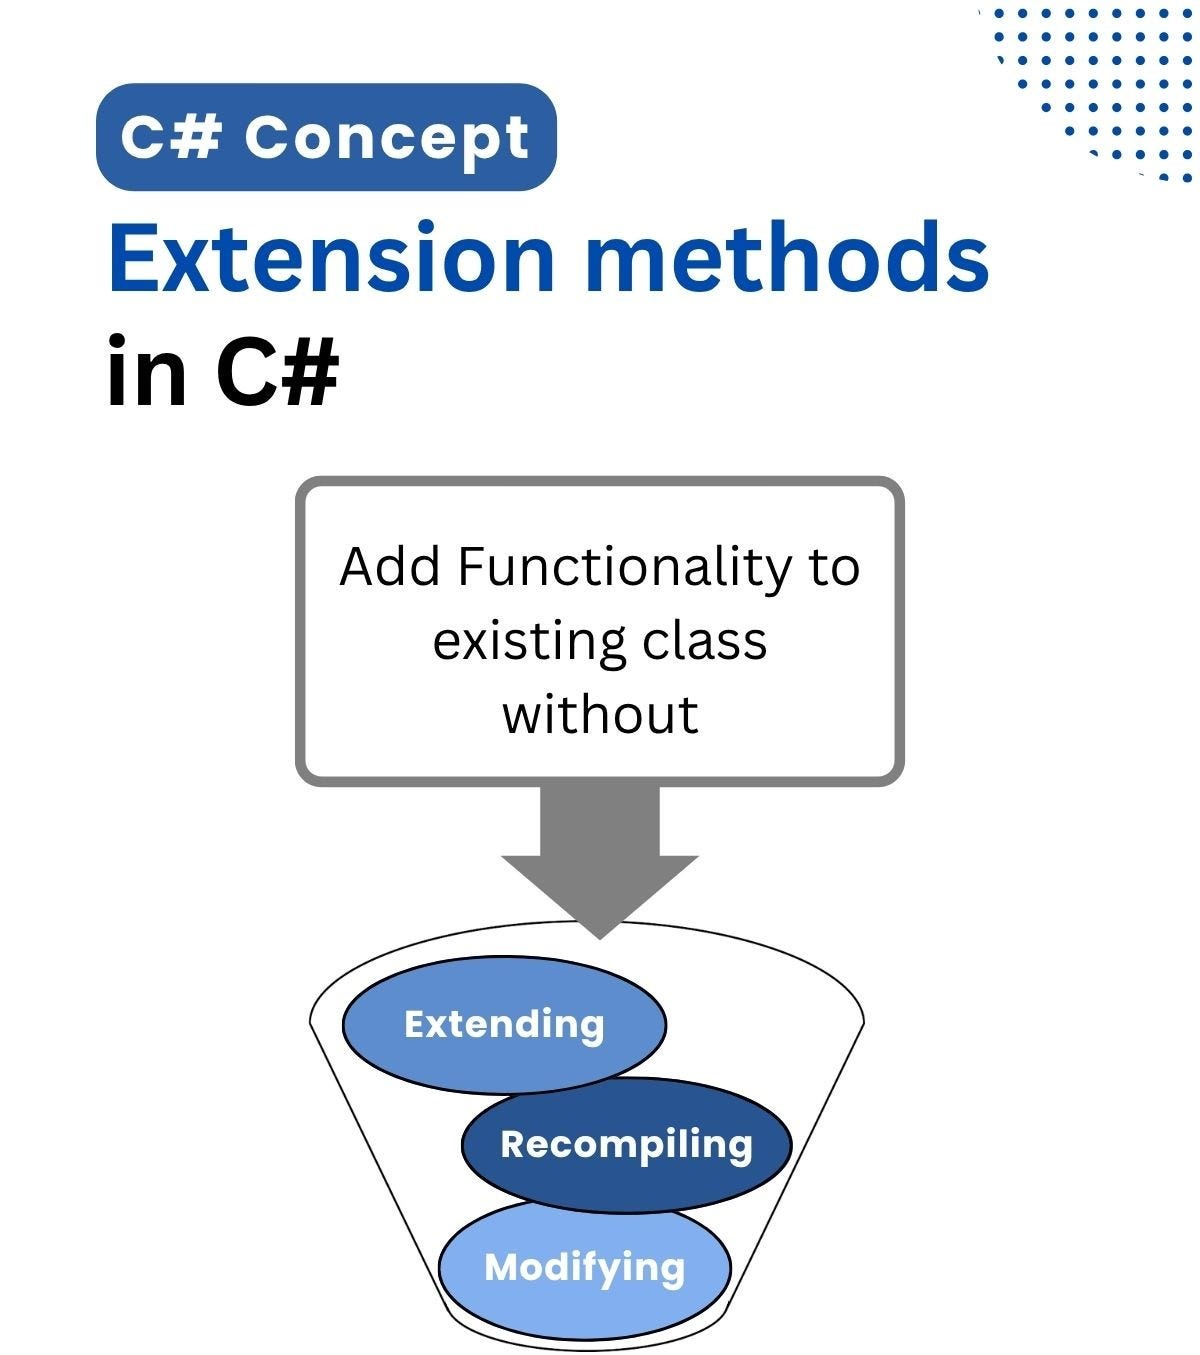 C# Concept
Extension methods
in C#
Add Functionality to
existing class
without
Extending
Recompiling
Modifying